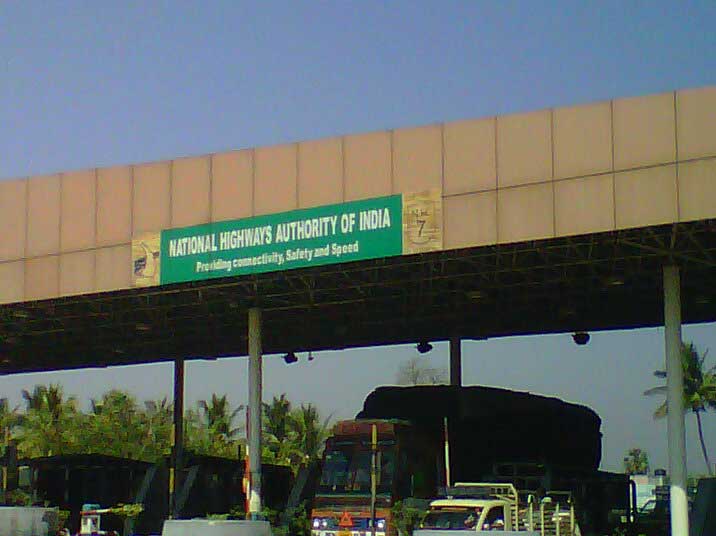 NATIONAL HIGHWAYS AUTHORITY OF INDIA
Providing connectivity, Safety and Speed
N.H.
7